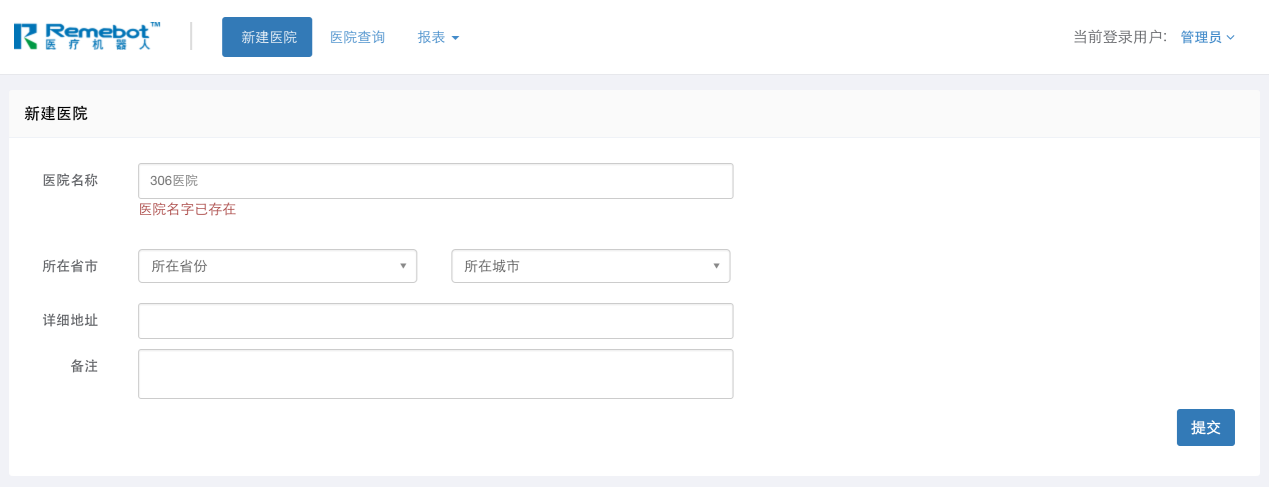 Remebot™
医疗机器人
新建医院 医院查询 报表 当前登录用户: 管理员
新建医院
医院名称 306医院
医院名字已存在
所在省市 所在省份 所在城市
详细地址
备注
提交